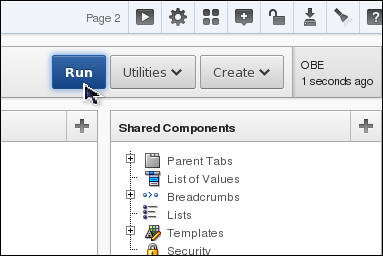 Page 2
Run
Utilities
Create
OBE
1 seconds ago
Shared Components
Parent Tabs
List of Values
Breadcrumbs
Lists
Templates
Security